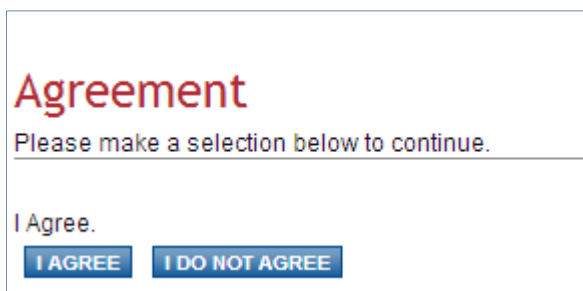 Agreement
Please make a selection below to continue.
I Agree.
I AGREE I DO NOT AGREE